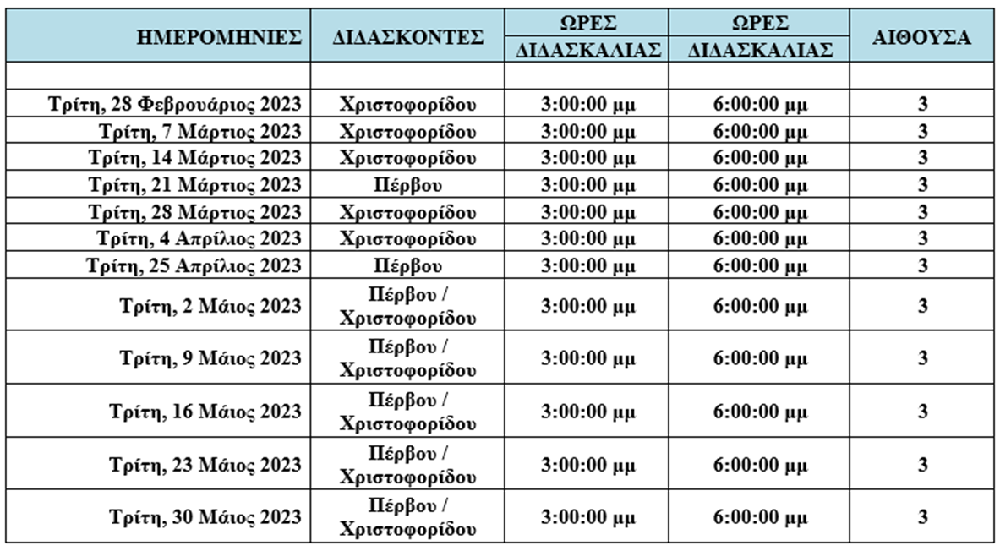 ΗΜΕΡΟΜΗΝΙΕΣ ΔΙΔΑΣΚΟΝΤΕΣ ΩΡΕΣ ΔΙΔΑΣΚΑΛΙΑΣ ΩΡΕΣ ΔΙΔΑΣΚΑΛΙΑΣ ΑΙΘΟΥΣΑ
Τρίτη, 28 Φεβρουάριος 2023 Χριστοφορίδου 3:00:00 μμ 6:00:00 μμ 3
Τρίτη, 7 Μάρτιος 2023 Χριστοφορίδου 3:00:00 μμ 6:00:00 μμ 3
Τρίτη, 14 Μάρτιος 2023 Χριστοφορίδου 3:00:00 μμ 6:00:00 μμ 3
Τρίτη, 21 Μάρτιος 2023 Πέρβου 3:00:00 μμ 6:00:00 μμ 3
Τρίτη, 28 Μάρτιος 2023 Χριστοφορίδου 3:00:00 μμ 6:00:00 μμ 3
Τρίτη, 4 Απρίλιος 2023 Χριστοφορίδου 3:00:00 μμ 6:00:00 μμ 3
Τρίτη, 25 Απρίλιος 2023 Πέρβου 3:00:00 μμ 6:00:00 μμ 3
Τρίτη, 2 Μάιος 2023 Πέρβου / Χριστοφορίδου 3:00:00 μμ 6:00:00 μμ 3
Τρίτη, 9 Μάιος 2023 Πέρβου / Χριστοφορίδου 3:00:00 μμ 6:00:00 μμ 3
Τρίτη, 16 Μάιος 2023 Πέρβου / Χριστοφορίδου 3:00:00 μμ 6:00:00 μμ 3
Τρίτη, 23 Μάιος 2023 Πέρβου / Χριστοφορίδου 3:00:00 μμ 6:00:00 μμ 3
Τρίτη, 30 Μάιος 2023 Πέρβου / Χριστοφορίδου 3:00:00 μμ 6:00:00 μμ 3